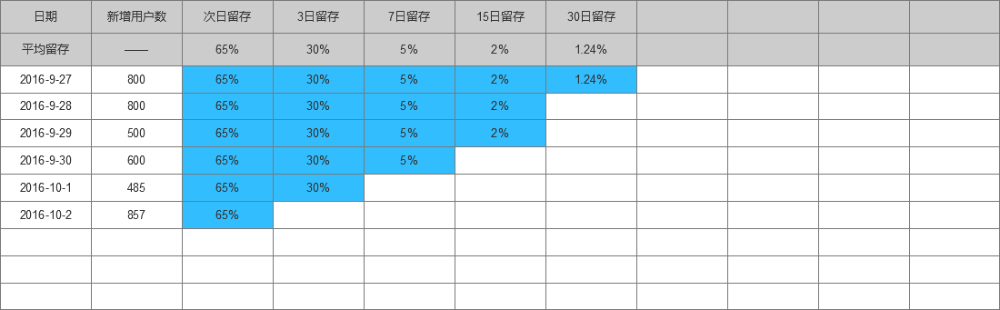 日期 新增用户数 次日留存 3日留存 7日留存 15日留存 30日留存
平均留存 —— 65% 30% 5% 2% 1.24%
2016-9-27 800 65% 30% 5% 2% 1.24%
2016-9-28 800 65% 30% 5% 2%
2016-9-29 500 65% 30% 5% 2%
2016-9-30 600 65% 30% 5%
2016-10-1 485 65% 30%
2016-10-2 857 65%